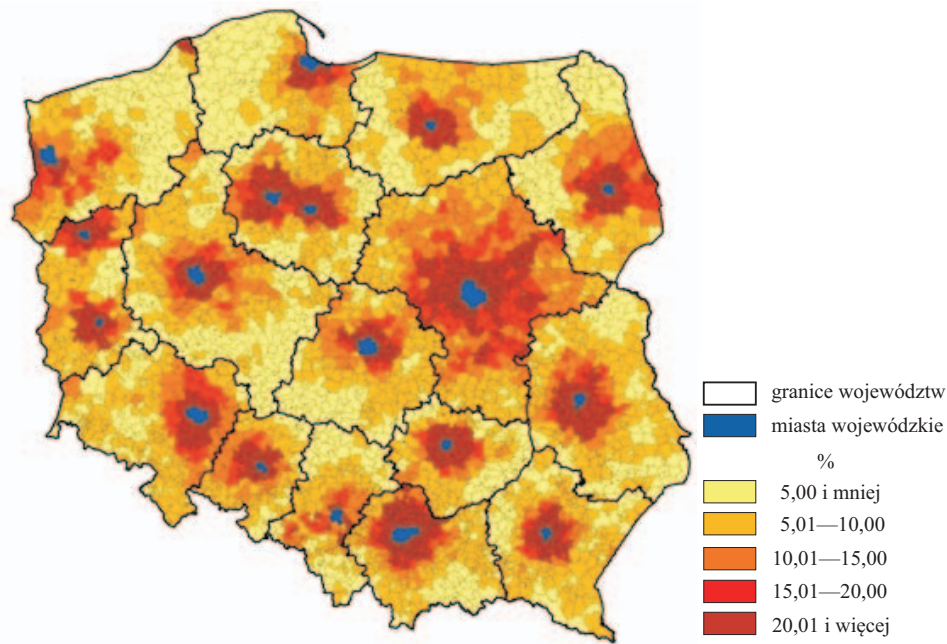 granice województw
miasta wojewódzkie
%
5,00 i mniej
5,01—10,00
10,01—15,00
15,01—20,00
20,01 i więcej